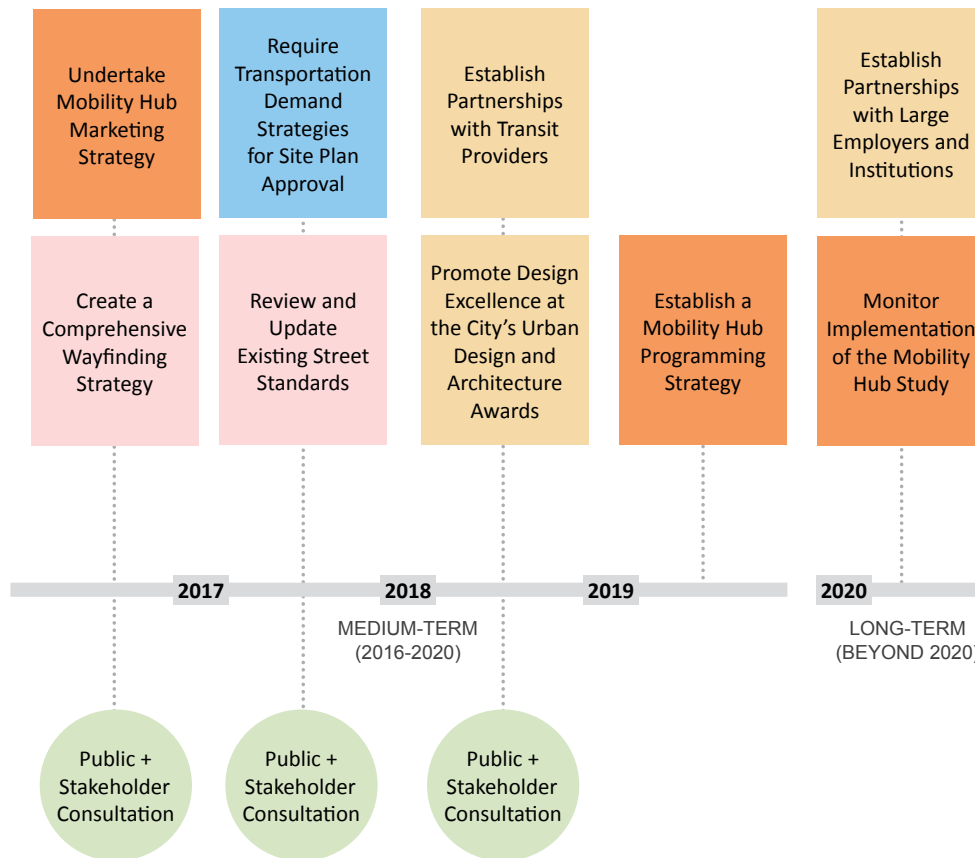 Undertake
Mobility Hub
Marketing
Strategy
Require
Transportation
Demand
Strategies
for Site Plan
Approval
Establish
Partnerships
with Transit
Providers
Establish
Partnerships
with Large
Employers and
Institutions
Create a
Comprehensive
Wayfinding
Strategy
Review and
Update
Existing Street
Standards
Promote Design
Excellence at
the City's Urban
Design and
Architecture
Awards
Establish a
Mobility Hub
Programming
Strategy
Monitor
Implementation
of the Mobility
Hub Study
2017
2018
2019
2020
MEDIUM-TERM
(2016-2020)
LONG-TERM
(BEYOND 2020)
Public +
Stakeholder
Consultation
Public +
Stakeholder
Consultation
Public +
Stakeholder
Consultation